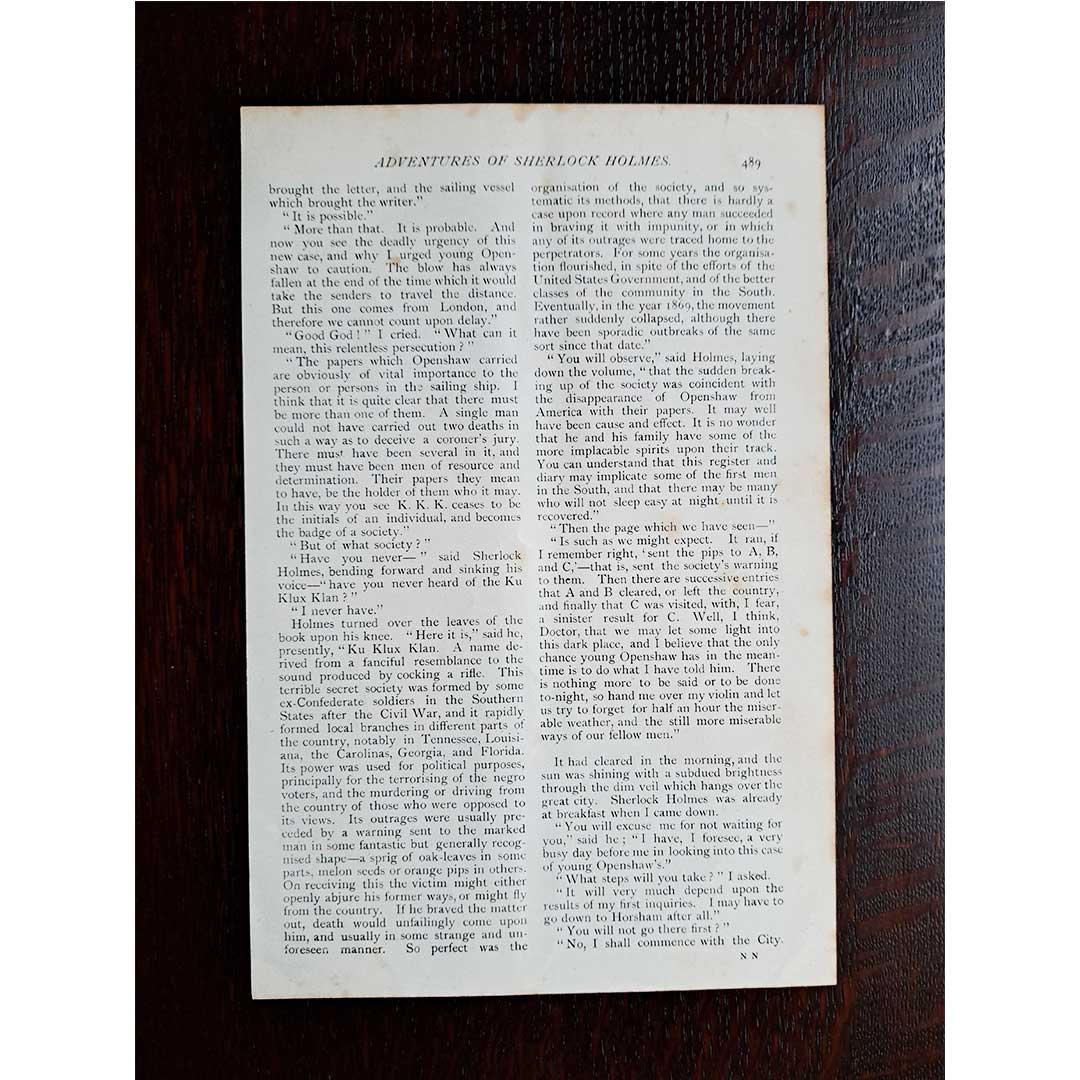 ADVENTURES OF SHERLOCK HOLMES.
489
brought the letter, and the sailing vessel
which brought the writer."
"It is possible."
"More than that. It is probable. And
now you see the deadly urgency of this
new case, and why I urged young Open-
shaw to caution. The blow has always
fallen at the end of the time which it would
take the senders to travel the distance.
But this one comes from London, and
therefore we cannot count upon delay."
"Good God!" I cried. "What can it
mean, this relentless persecution?"
"The papers which Openshaw carried
are obviously of vital importance to the
person or persons in the sailing ship. I
think that it is quite clear that there must
be more than one of them. A single man
could not have carried out two deaths in
such a way as to deceive a coroner's jury.
There must have been several in it, and
they must have been men of resource and
determination. Their papers they mean
to have, be the holder of them who it may.
In this way you see K. K. K. ceases to be
the initials of an individual, and becomes
the badge of a society."
"But of what society?"
"Have you never—" said Sherlock
Holmes, bending forward and sinking his
voice—"have you never heard of the Ku
Klux Klan?"
"I never have."
Holmes turned over the leaves of the
book upon his knee. "Here it is," said he,
presently, "Ku Klux Klan. A name de-
rived from a fanciful resemblance to the
sound produced by cocking a rifle. This
terrible secret society was formed by some
ex-Confederate soldiers in the Southern
States after the Civil War, and it rapidly
formed local branches in different parts of
the country, notably in Tennessee, Louisi-
ana, the Carolinas, Georgia, and Florida.
Its power was used for political purposes,
principally for the terrorising of the negro
voters, and the murdering or driving from
the country of those who were opposed to
its views. Its outrages were usually pre-
ceded by a warning sent to the marked
man in some fantastic but generally recog-
nised shape—a sprig of oak-leaves in some
parts, melon seeds or orange pips in others.
On receiving this the victim might either
openly abjure his former ways, or might fly
from the country. If he braved the matter
out, death would unfailingly come upon
him, and usually in some strange and un-
foreseen manner. So perfect was the
organisation of the society, and so sys-
tematic its methods, that there is hardly a
case upon record where any man succeeded
in braving it with impunity, or in which
any of its outrages were traced home to the
perpetrators. For some years the organisa-
tion flourished, in spite of the efforts of the
United States Government, and of the better
classes of the community in the South.
Eventually, in the year 1869, the movement
rather suddenly collapsed, although there
have been sporadic outbreaks of the same
sort since that date."
"You will observe," said Holmes, laying
down the volume, "that the sudden break-
ing up of the society was coincident with
the disappearance of Openshaw from
America with their papers. It may well
have been cause and effect. It is no wonder
that he and his family have some of the
more implacable spirits upon their track.
You can understand that this register and
diary may implicate some of the first men
in the South, and that there may be many
who will not sleep easy at night until it is
recovered."
"Then the page which we have seen—"
"Is such as we might expect. It ran, if
I remember right, 'sent the pips to A, B,
and C,'—that is, sent the society's warning
to them. Then there are successive entries
that A and B cleared, or left the country,
and finally that C was visited, with, I fear,
a sinister result for C. Well, I think,
Doctor, that we may let some light into
this dark place, and I believe that the only
chance young Openshaw has in the mean-
time is to do what I have told him. There
is nothing more to be said or to be done
to-night, so hand me over my violin and let
us try to forget for half an hour the miser-
able weather, and the still more miserable
ways of our fellow men."
It had cleared in the morning, and the
sun was shining with a subdued brightness
through the dim veil which hangs over the
great city. Sherlock Holmes was already
at breakfast when I came down.
"You will excuse me for not waiting for
you," said he; "I have, I foresee, a very
busy day before me in looking into this case
of young Openshaw's."
"What steps will you take?" I asked.
"It will very much depend upon the
results of my first inquiries. I may have to
go down to Horsham after all."
"You will not go there first?"
"No, I shall commence with the City.
N N